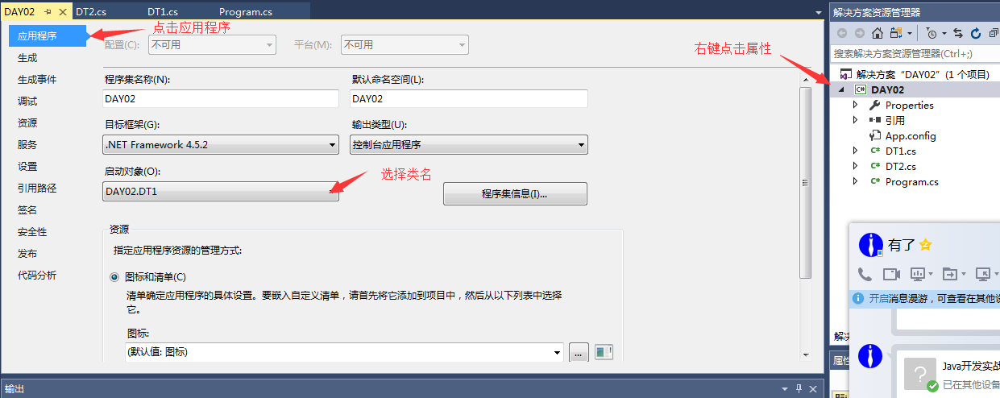 DAY02
DT2.cs
DT1.cs
Program.cs
应用程序
点击应用程序
配置(C):
不可用
平台(M):
不可用
生成
生成事件
调试
资源
服务
设置
引用路径
签名
安全性
发布
代码分析
程序集名称(N):
DAY02
默认命名空间(L):
DAY02
目标框架(G):
.NET Framework 4.5.2
输出类型(U):
控制台应用程序
启动对象(O):
DAY02.DT1
选择类名
程序集信息(I)...
资源
指定应用程序资源的管理方式:
图标和清单(C)
清单确定应用程序的具体设置。要嵌入自定义清单，请首先将它添加到项目中，然后从以下列表中选择
它。
图标:
(默认值: 图标)
...
输出
解决方案资源管理器
右键点击属性
搜索解决方案资源管理器(Ctrl+;)
解决方案“DAY02”(1 个项目)
C# DAY02
Properties
引用
App.config
C# DT1.cs
C# DT2.cs
C# Program.cs
有了
开启消息漫游，可查看在其他设
解决
属性
Java开发实战
已在其他设备